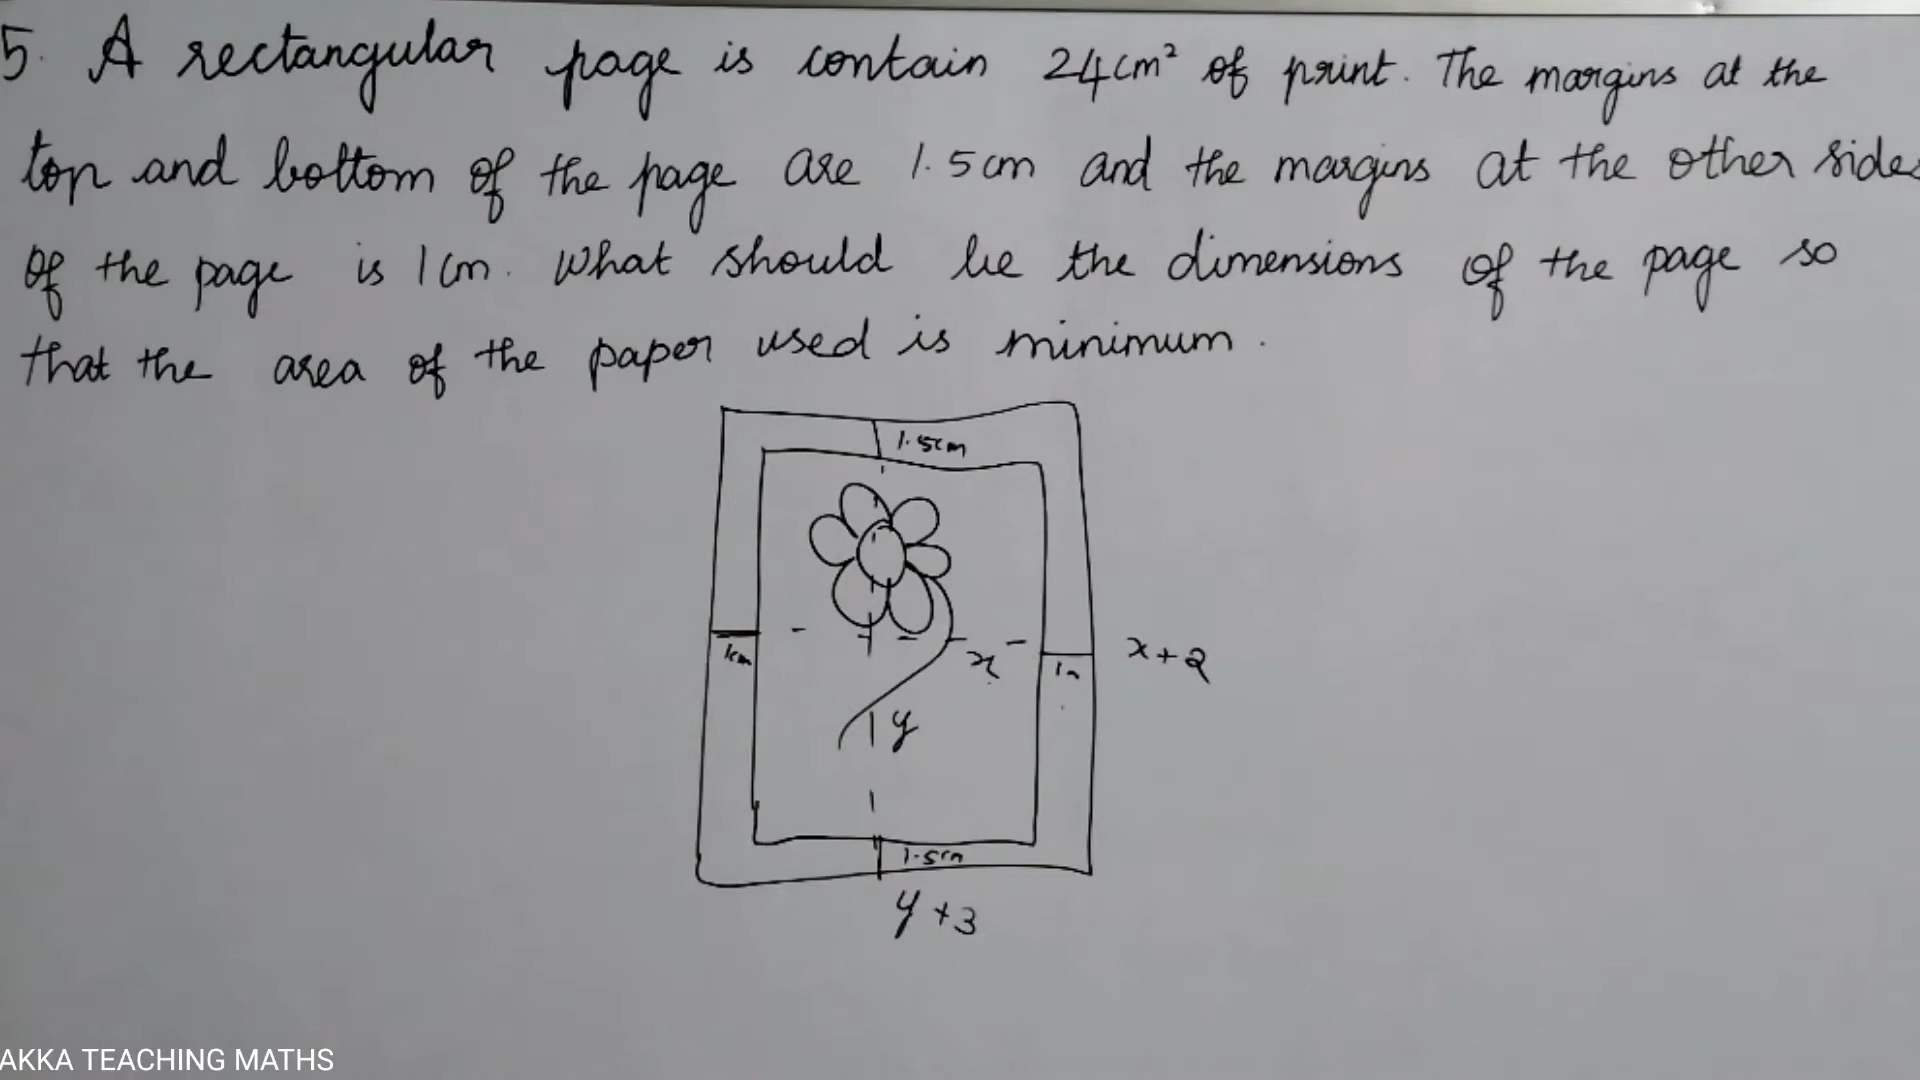 5. A rectangular page is contain 24cm² of print. The margins at the
top and bottom of the page are 1.5cm and the margins at the other sides
of the page is 1cm. What should be the dimensions of the page so
that the area of the paper used is minimum.
1.5cm
1cm
x
1m
x+2
y
1.5cm
y+3
AKKA TEACHING MATHS